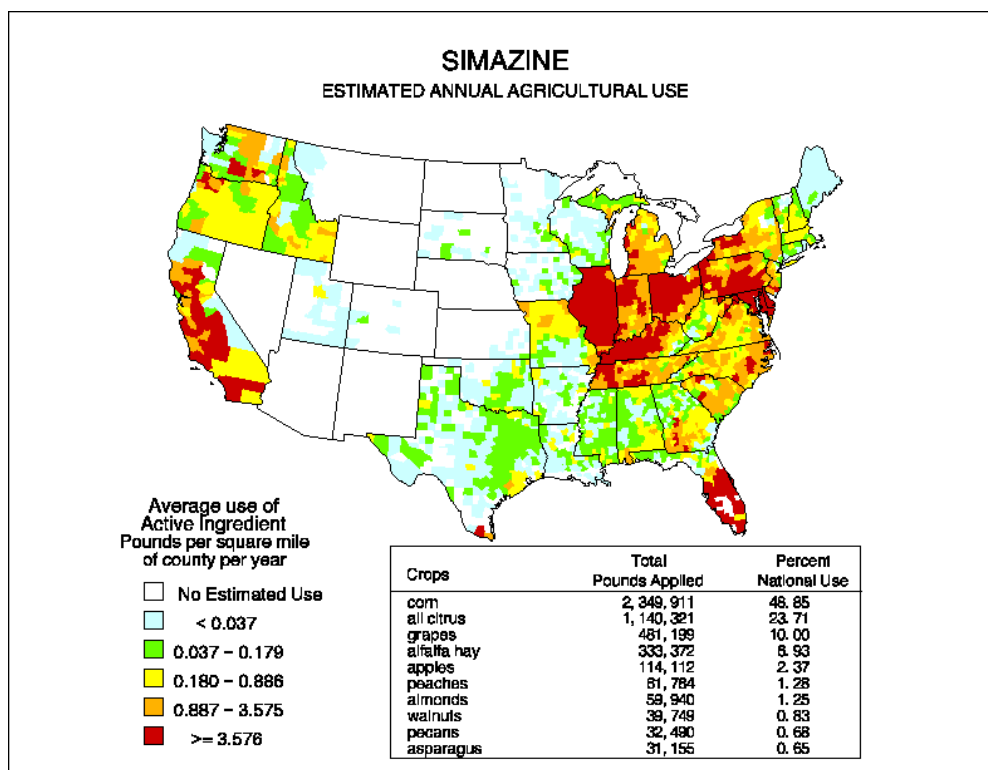 SIMAZINE
ESTIMATED ANNUAL AGRICULTURAL USE
Average use of
Active Ingredient
Pounds per square mile
of county per year
No Estimated Use
< 0.037
0.037 - 0.179
0.180 - 0.886
0.887 - 3.575
>= 3.576
Crops Total Pounds Applied Percent National Use
corn 2,349,911 48.85
all citrus 1,140,321 23.71
grapes 481,199 10.00
alfalfa hay 333,372 6.93
apples 114,112 2.37
peaches 61,784 1.28
almonds 59,940 1.25
walnuts 39,749 0.83
pecans 32,490 0.68
asparagus 31,155 0.65